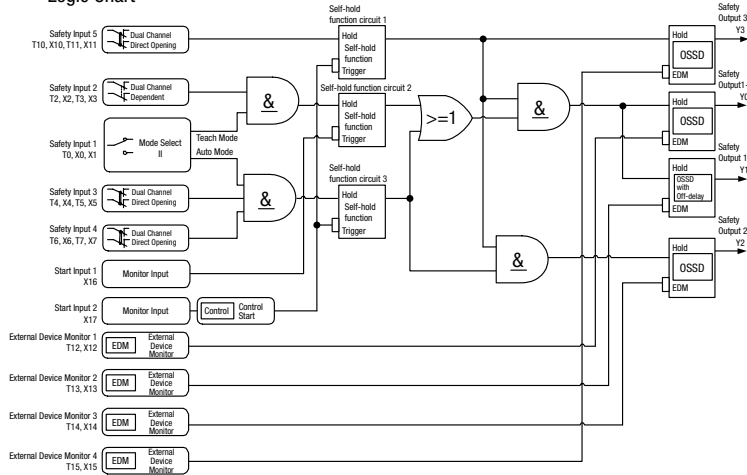 Logic Chart
Safety Input 5
T10, X10, T11, X11
Dual Channel
Direct Opening
Safety Input 2
T2, X2, T3, X3
Dual Channel
Dependent
Safety Input 1
T0, X0, X1
Mode Select
II
Teach Mode
Auto Mode
Safety Input 3
T4, X4, T5, X5
Dual Channel
Direct Opening
Safety Input 4
T6, X6, T7, X7
Dual Channel
Direct Opening
Start Input 1
X16
Monitor Input
Start Input 2
X17
Monitor Input
Control
Control
Start
External Device Monitor 1
T12, X12
EDM
External
Device
Monitor
External Device Monitor 2
T13, X13
EDM
External
Device
Monitor
External Device Monitor 3
T14, X14
EDM
External
Device
Monitor
External Device Monitor 4
T15, X15
EDM
External
Device
Monitor
&
&
Self-hold
function circuit 1
Hold
Self-hold
function
Trigger
Self-hold function circuit 2
Hold
Self-hold
function
Trigger
Self-hold
function circuit 3
Hold
Self-hold
function
Trigger
>=1
&
&
Safety
Output 3
Y3
Hold
OSSD
EDM
Safety
Output1-
Y0
Hold
OSSD
EDM
Safety
Output 1
Y1
Hold
OSSD
with
Off-delay
EDM
Safety
Output 2
Y2
Hold
OSSD
EDM